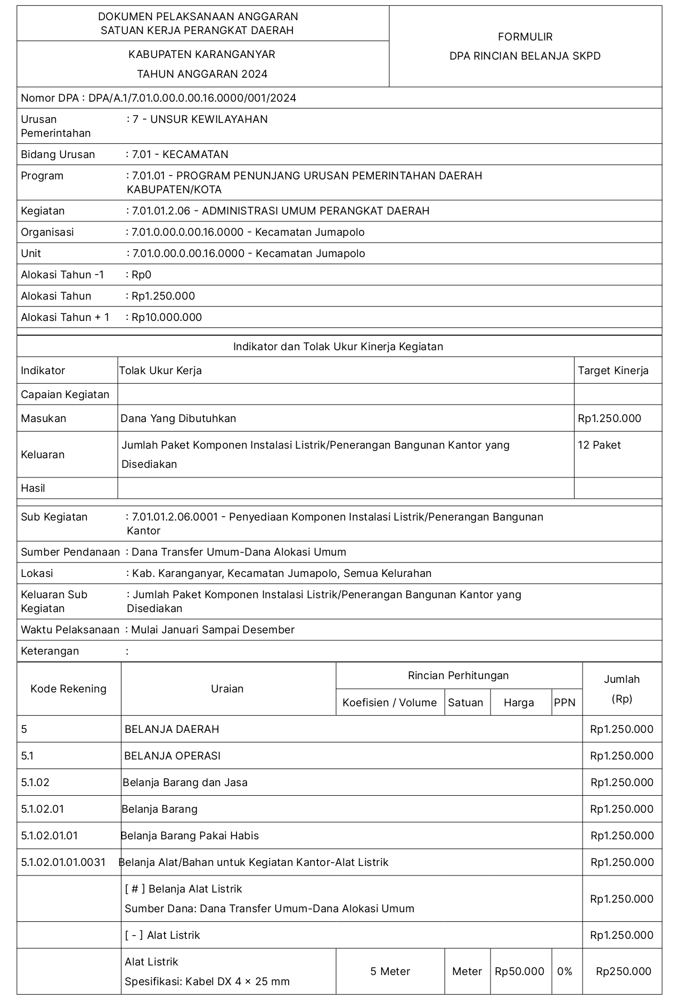 DOKUMEN PELAKSANAAN ANGGARAN
SATUAN KERJA PERANGKAT DAERAH
KABUPATEN KARANGANYAR
TAHUN ANGGARAN 2024
FORMULIR
DPA RINCIAN BELANJA SKPD
Nomor DPA : DPA/A.1/7.01.0.00.0.00.16.0000/001/2024
Urusan Pemerintahan : 7 - UNSUR KEWILAYAHAN
Bidang Urusan : 7.01 - KECAMATAN
Program : 7.01.01 - PROGRAM PENUNJANG URUSAN PEMERINTAHAN DAERAH
KABUPATEN/KOTA
Kegiatan : 7.01.01.2.06 - ADMINISTRASI UMUM PERANGKAT DAERAH
Organisasi : 7.01.0.00.0.00.16.0000 - Kecamatan Jumapolo
Unit : 7.01.0.00.0.00.16.0000 - Kecamatan Jumapolo
Alokasi Tahun -1 : Rp0
Alokasi Tahun : Rp1.250.000
Alokasi Tahun + 1 : Rp10.000.000
Indikator dan Tolak Ukur Kinerja Kegiatan
Indikator Tolak Ukur Kerja Target Kinerja
Capaian Kegiatan
Masukan Dana Yang Dibutuhkan Rp1.250.000
Keluaran Jumlah Paket Komponen Instalasi Listrik/Penerangan Bangunan Kantor yang
Disediakan 12 Paket
Hasil
Sub Kegiatan : 7.01.01.2.06.0001 - Penyediaan Komponen Instalasi Listrik/Penerangan Bangunan
Kantor
Sumber Pendanaan : Dana Transfer Umum-Dana Alokasi Umum
Lokasi : Kab. Karanganyar, Kecamatan Jumapolo, Semua Kelurahan
Keluaran Sub Kegiatan : Jumlah Paket Komponen Instalasi Listrik/Penerangan Bangunan Kantor yang
Disediakan
Waktu Pelaksanaan : Mulai Januari Sampai Desember
Keterangan :
Kode Rekening Uraian Rincian Perhitungan Jumlah
(Rp)
Koefisien / Volume Satuan Harga PPN
5 BELANJA DAERAH Rp1.250.000
5.1 BELANJA OPERASI Rp1.250.000
5.1.02 Belanja Barang dan Jasa Rp1.250.000
5.1.02.01 Belanja Barang Rp1.250.000
5.1.02.01.01 Belanja Barang Pakai Habis Rp1.250.000
5.1.02.01.01.0031 Belanja Alat/Bahan untuk Kegiatan Kantor-Alat Listrik Rp1.250.000
[ # ] Belanja Alat Listrik
Sumber Dana: Dana Transfer Umum-Dana Alokasi Umum Rp1.250.000
[ - ] Alat Listrik Rp1.250.000
Alat Listrik
Spesifikasi: Kabel DX 4 × 25 mm 5 Meter Meter Rp50.000 0% Rp250.000